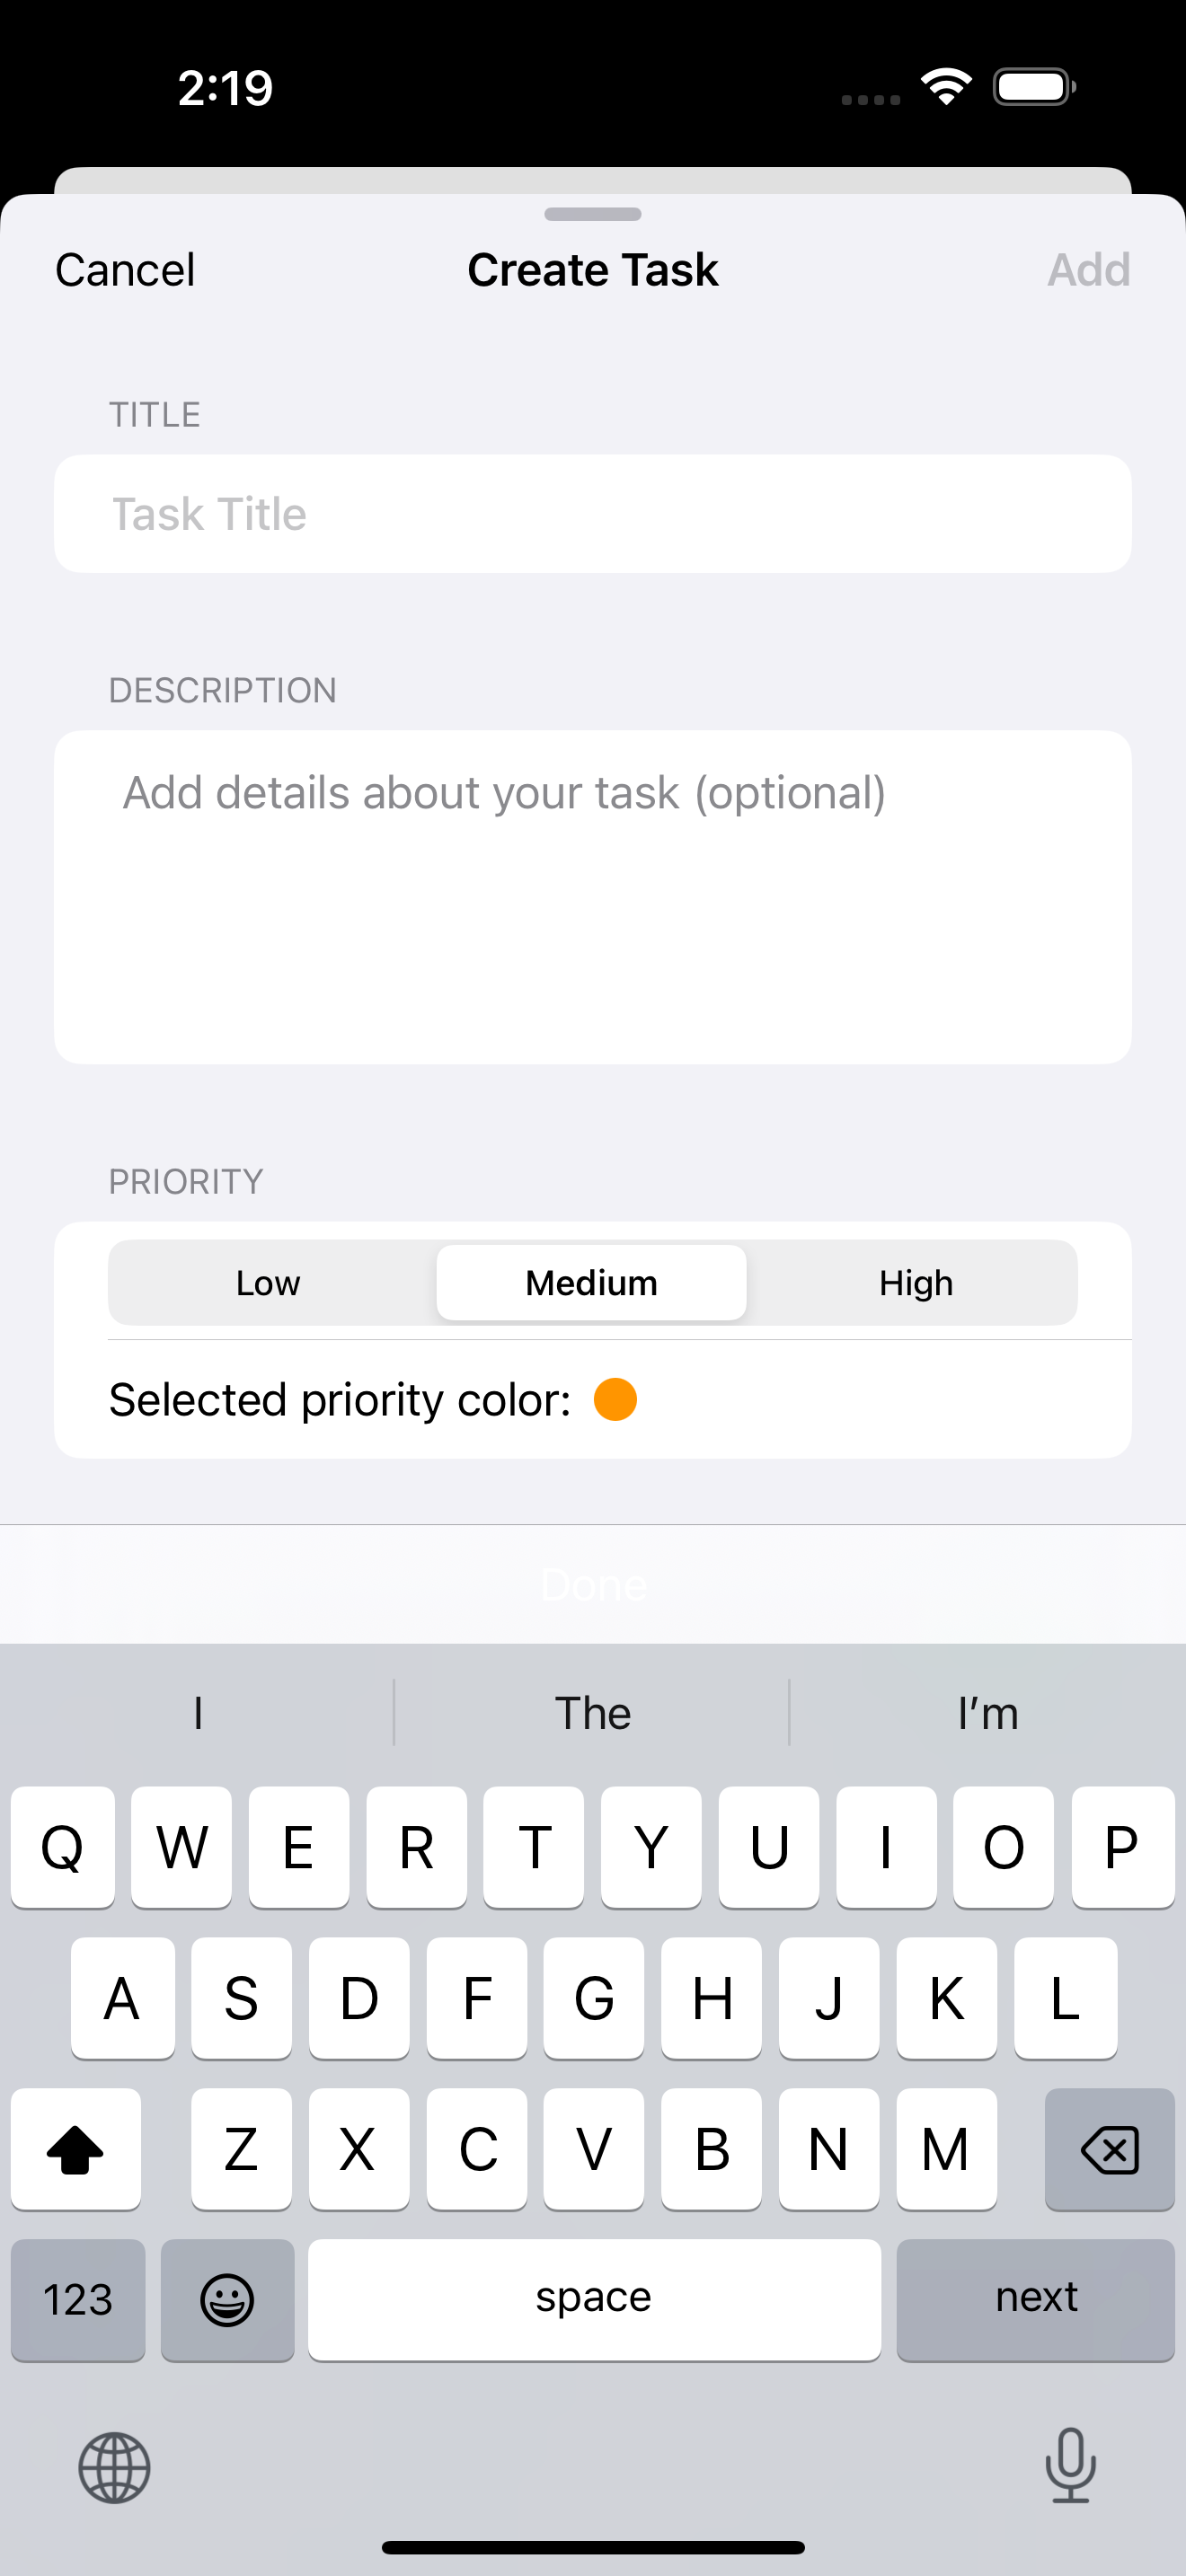 2:19
Cancel
Create Task
Add
TITLE
Task Title
DESCRIPTION
Add details about your task (optional)
PRIORITY
Low
Medium
High
Selected priority color:
Done
I
The
I’m
Q W E R T Y U I O P
A S D F G H J K L
Z X C V B N M
123
space
next